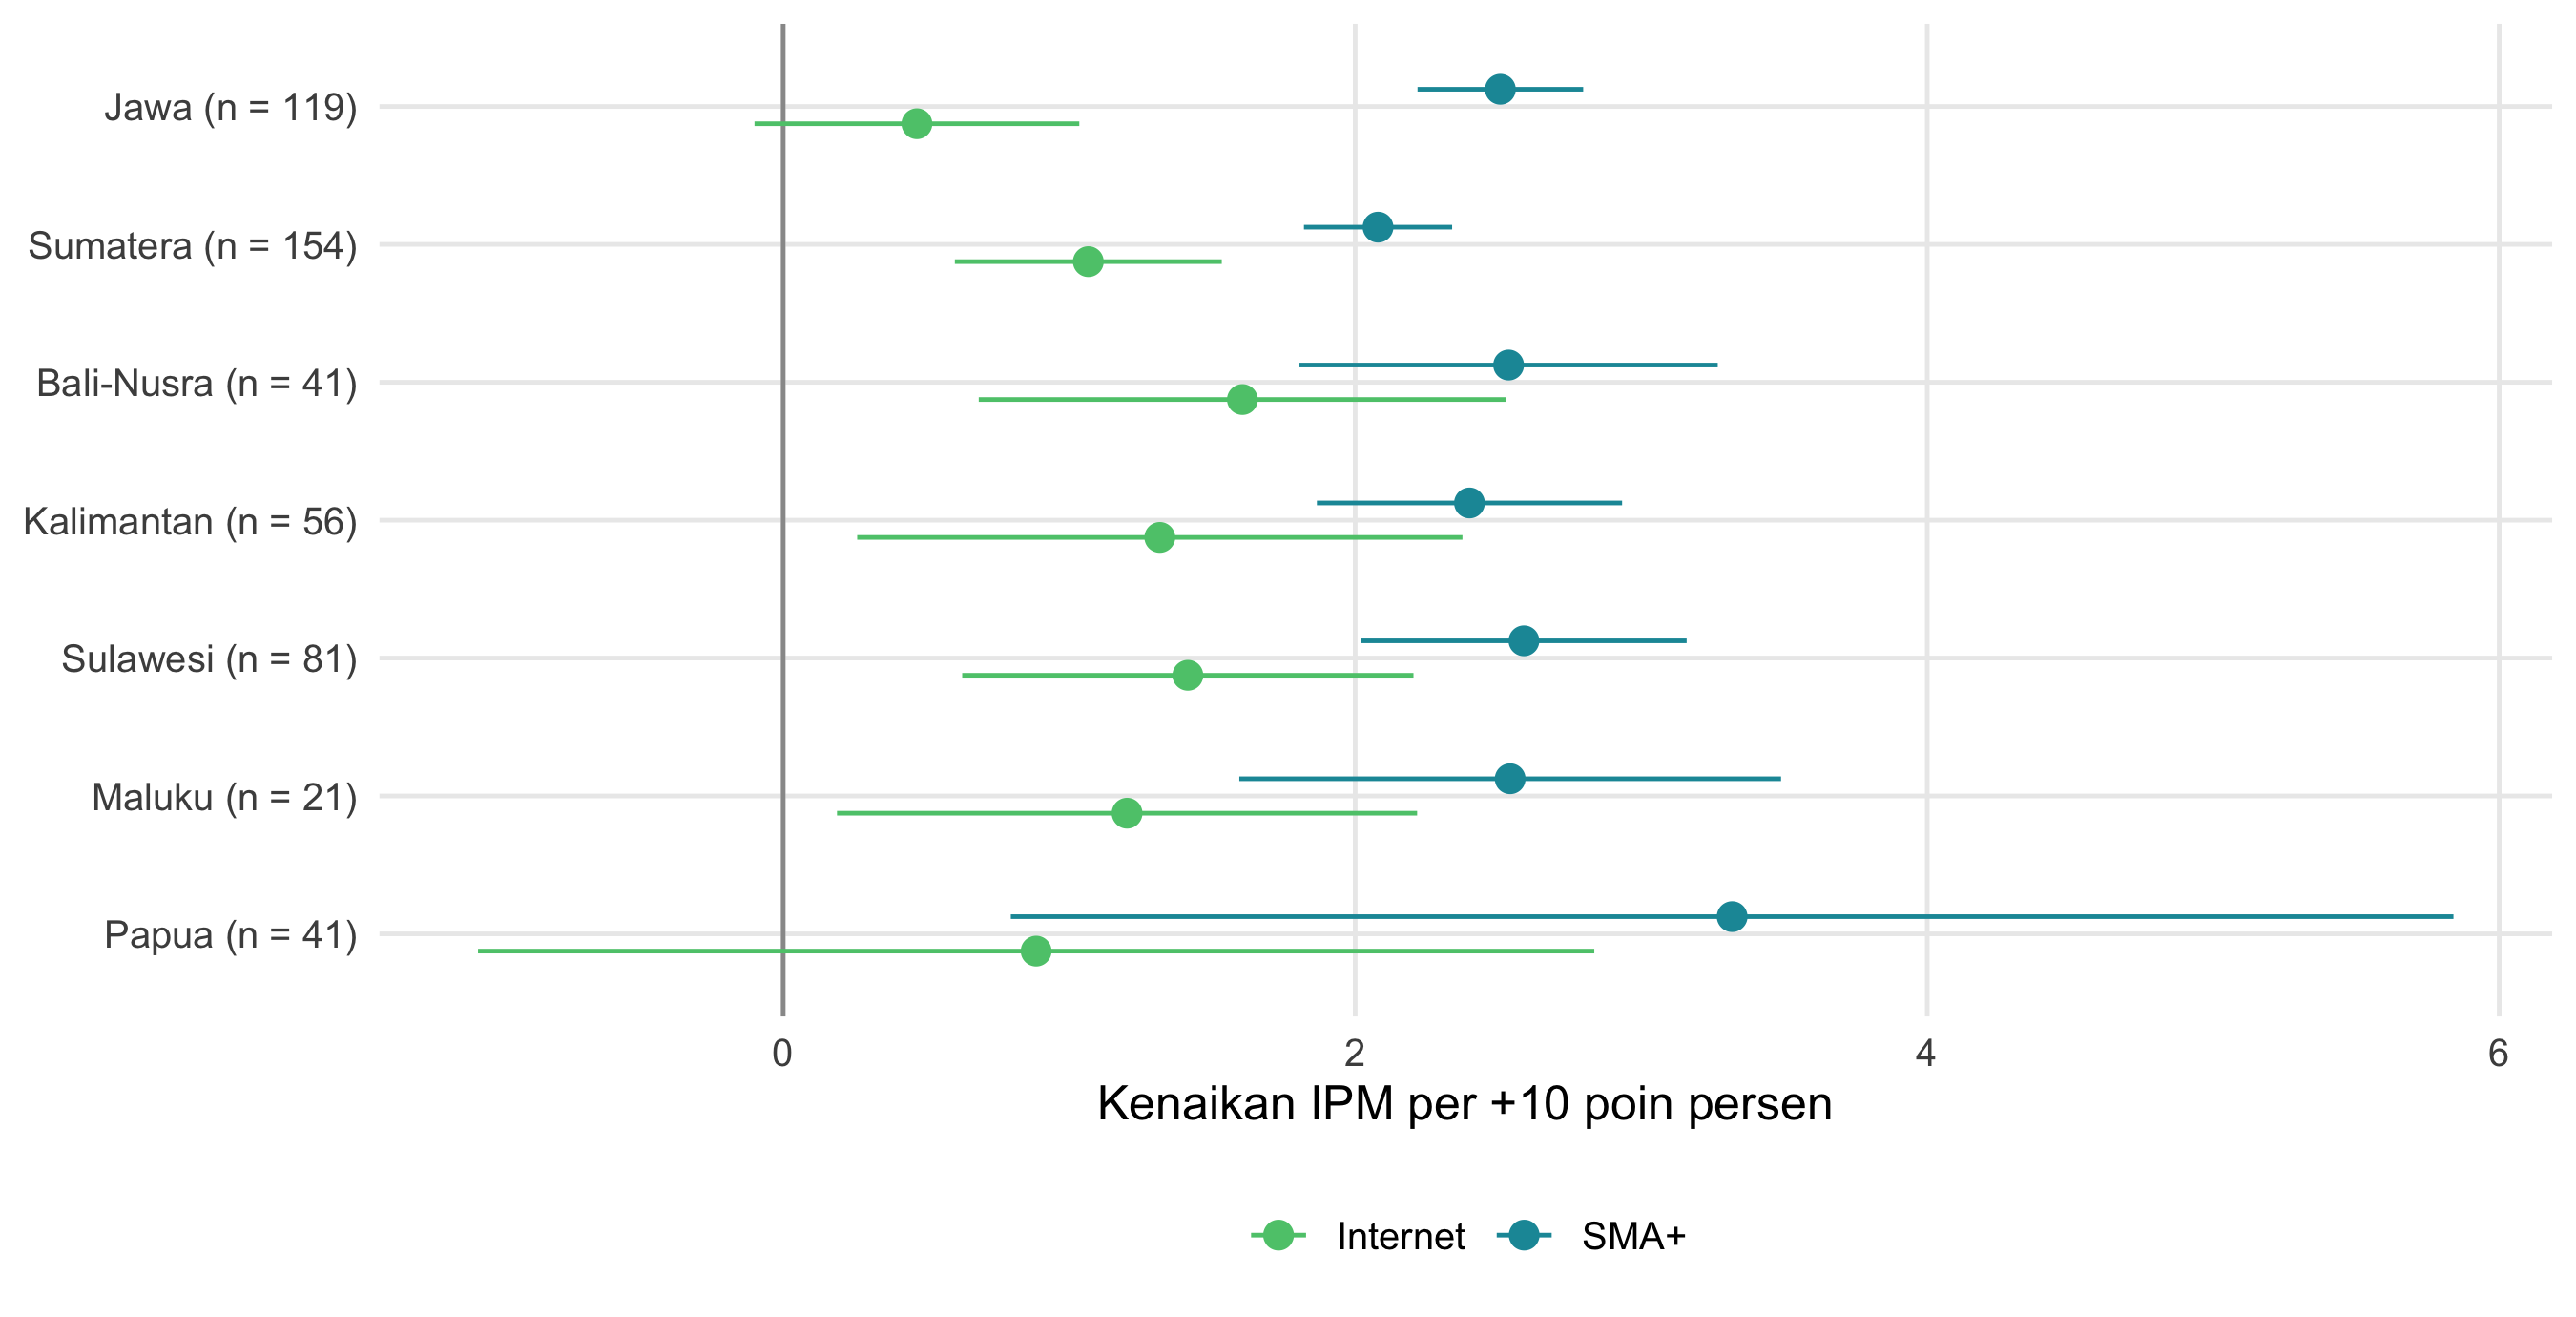 Jawa (n = 119)
Sumatera (n = 154)
Bali-Nusra (n = 41)
Kalimantan (n = 56)
Sulawesi (n = 81)
Maluku (n = 21)
Papua (n = 41)
0 2 4 6
Kenaikan IPM per +10 poin persen
Internet SMA+